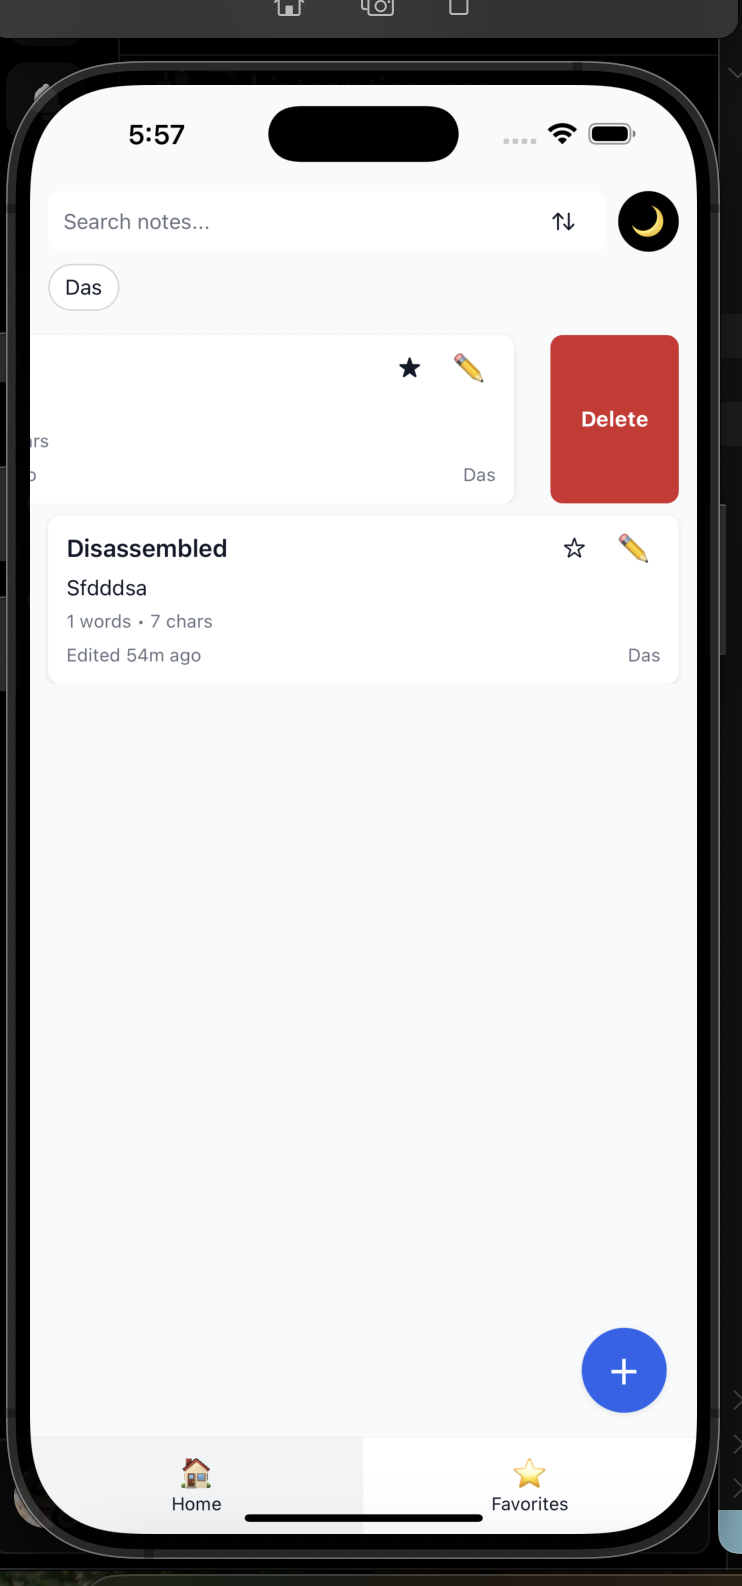 5:57
Search notes...
Das
Delete
Das
Disassembled
Sfdddsa
1 words • 7 chars
Edited 54m ago
Das
Home
Favorites